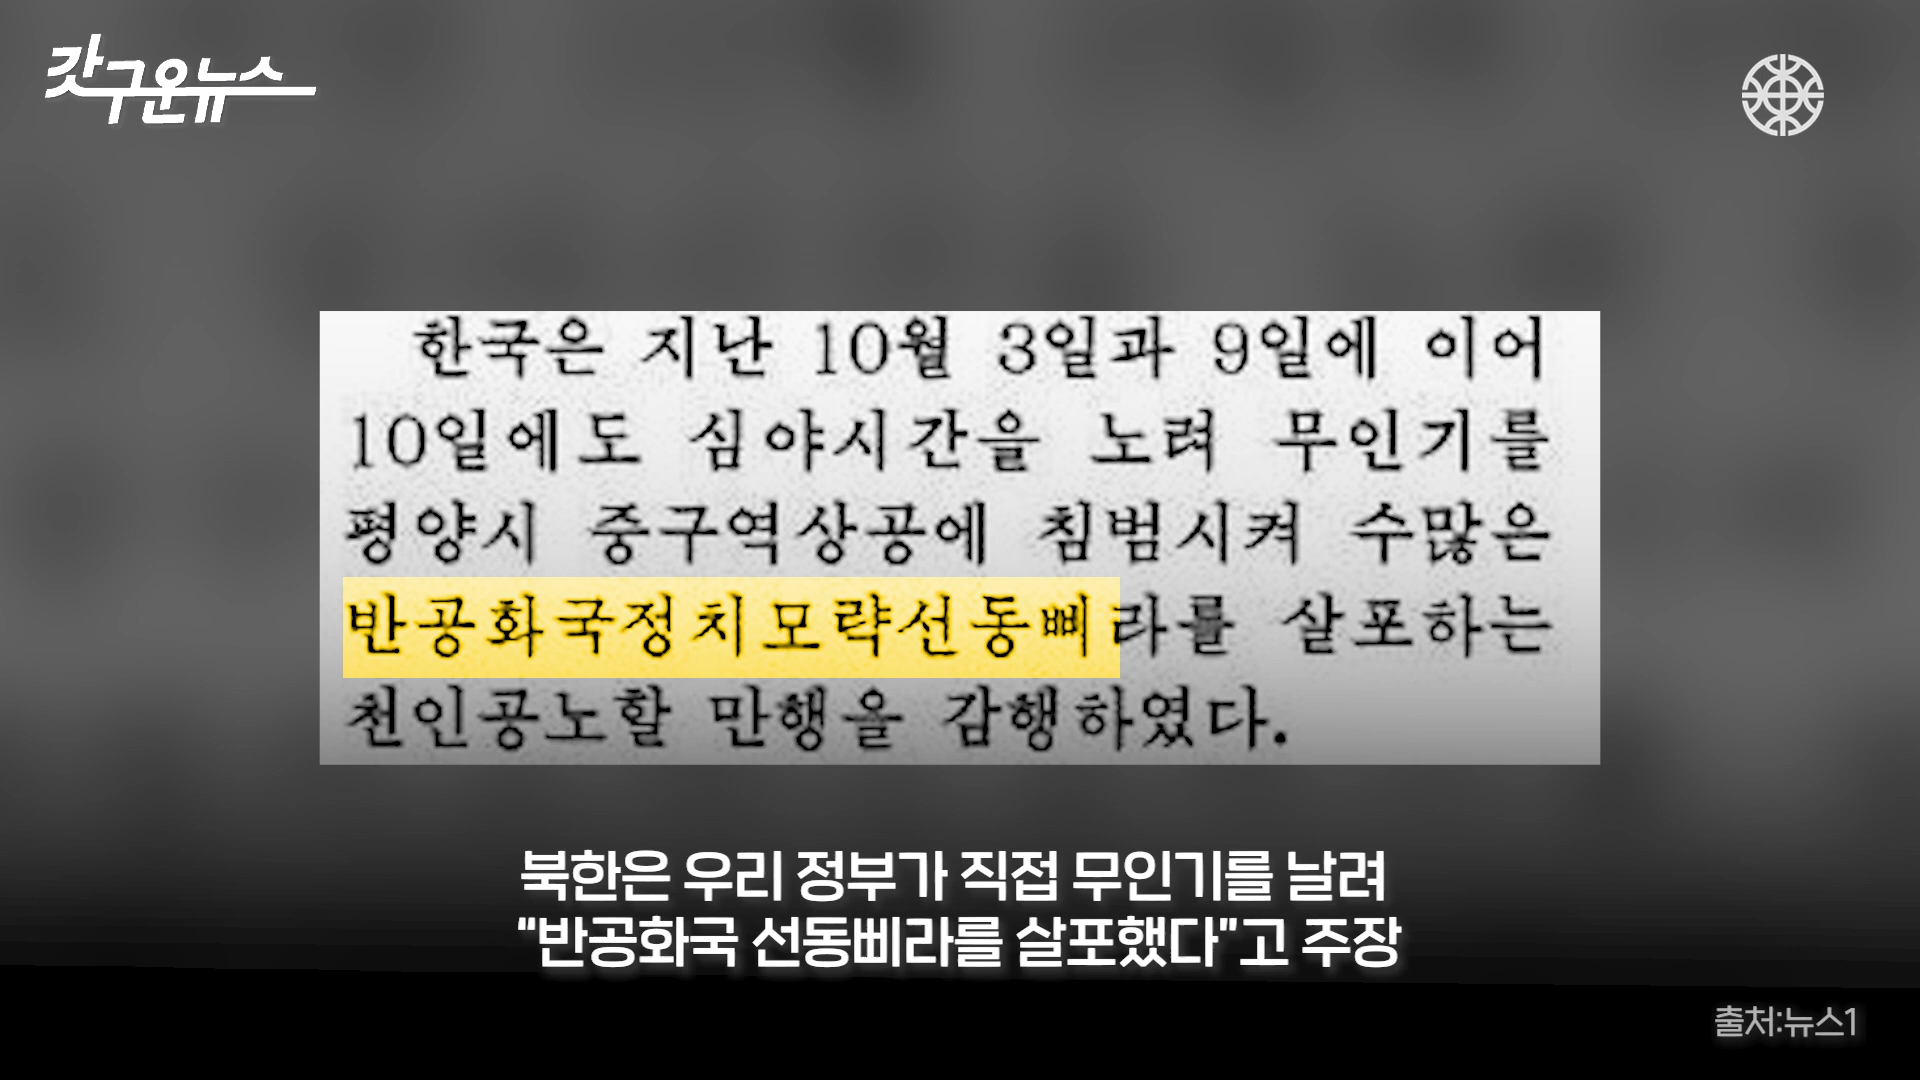 갓구운뉴스
한국은 지난 10월 3일과 9일에 이어
10일에도 심야시간을 노려 무인기를
평양시 중구역상공에 침범시켜 수많은
반공화국정치모략선동삐라를 살포하는
천인공노할 만행을 감행하였다.
북한은 우리 정부가 직접 무인기를 날려
“반공화국 선동삐라를 살포했다”고 주장
출처:뉴스1